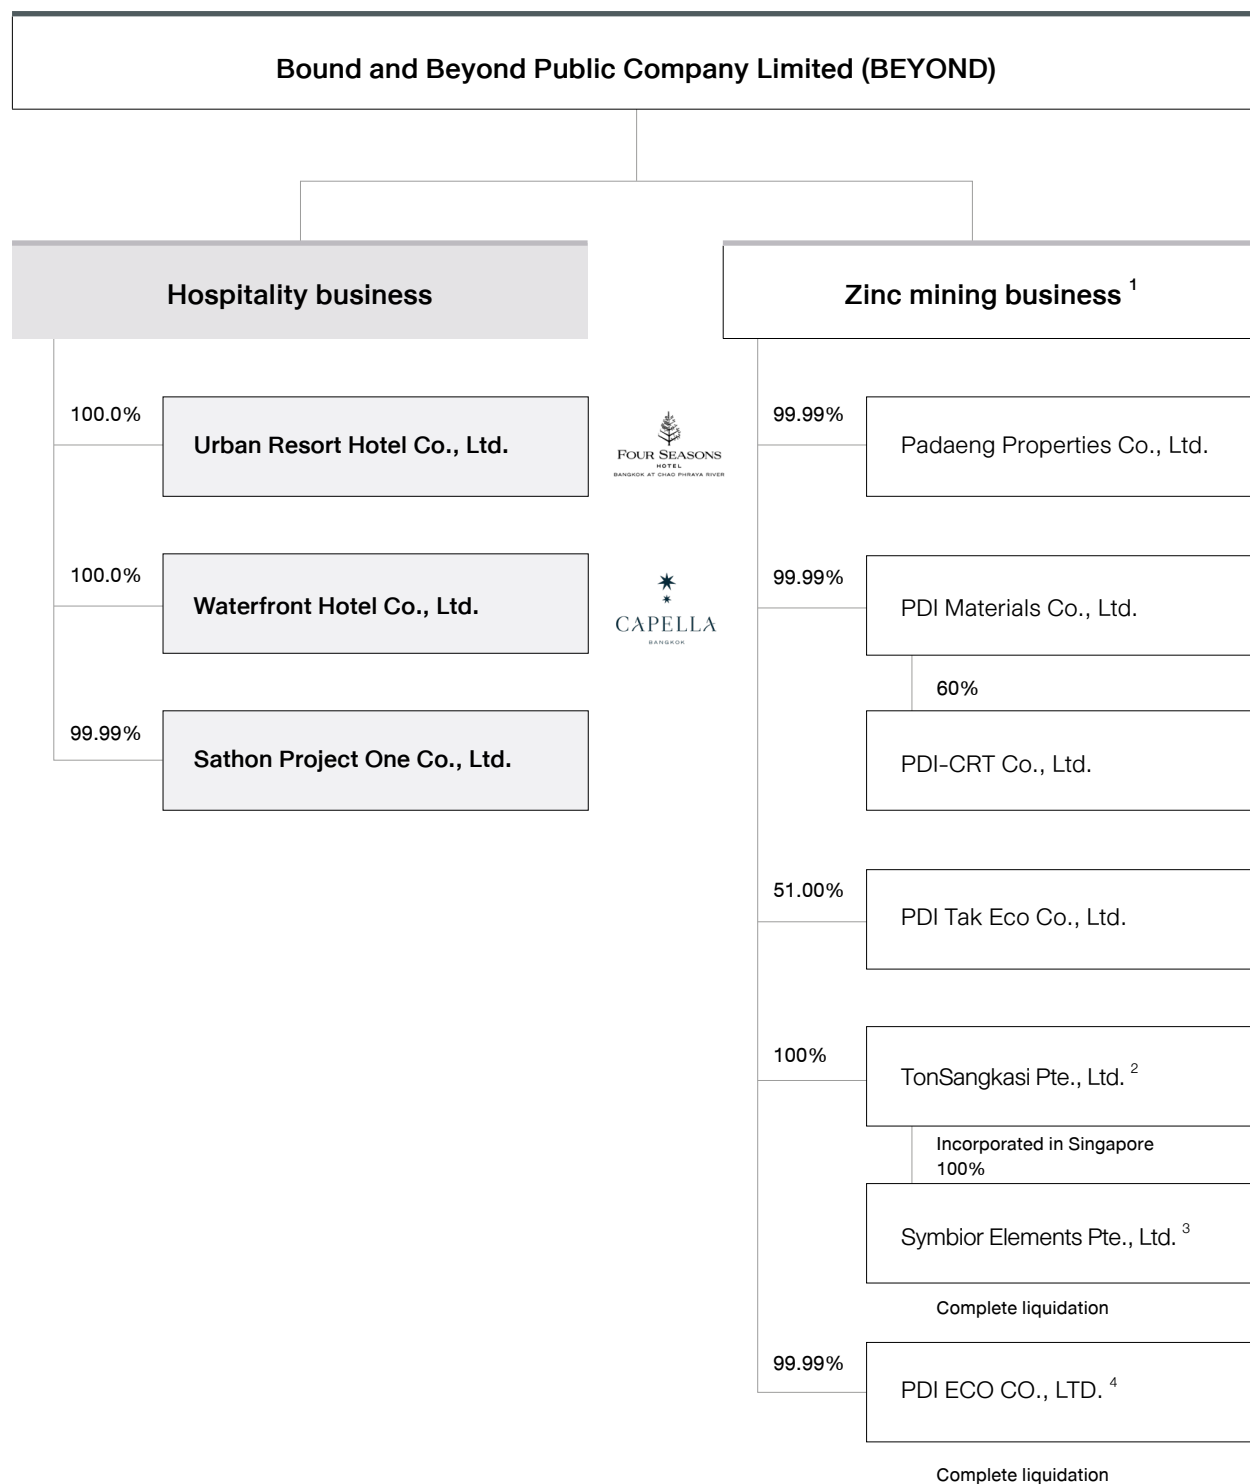 Bound and Beyond Public Company Limited (BEYOND)
Hospitality business
100.0%
Urban Resort Hotel Co., Ltd.
FOUR SEASONS
HOTEL
BANGKOK AT CHAO PHRAYA RIVER
100.0%
Waterfront Hotel Co., Ltd.
CAPELLA
BANGKOK
99.99%
Sathon Project One Co., Ltd.
Zinc mining business 1
99.99%
Padaeng Properties Co., Ltd.
99.99%
PDI Materials Co., Ltd.
60%
PDI-CRT Co., Ltd.
51.00%
PDI Tak Eco Co., Ltd.
100%
TonSangkasi Pte., Ltd. 2
Incorporated in Singapore
100%
Symbior Elements Pte., Ltd. 3
Complete liquidation
99.99%
PDI ECO CO., LTD. 4
Complete liquidation